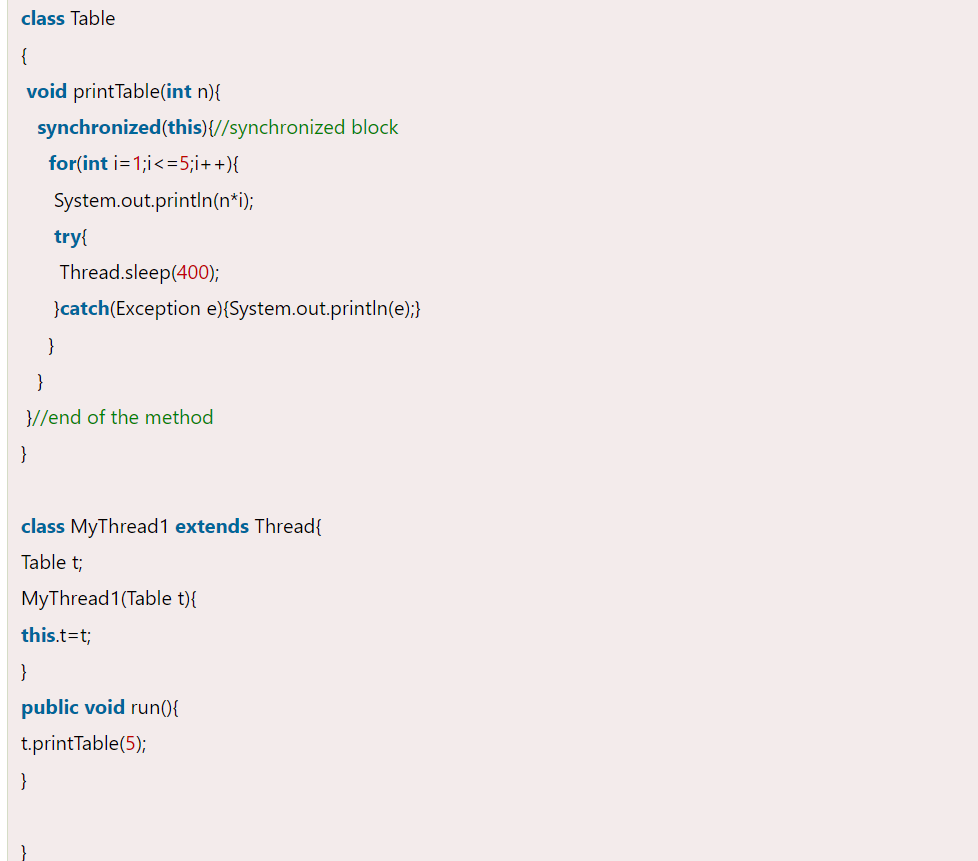 class Table
{
void printTable(int n){
synchronized(this){//synchronized block
for(int i=1;i<=5;i++){
System.out.println(n*i);
try{
Thread.sleep(400);
}catch(Exception e){System.out.println(e);}
}
}
}//end of the method
}
class MyThread1 extends Thread{
Table t;
MyThread1(Table t){
this.t=t;
}
public void run(){
t.printTable(5);
}
}